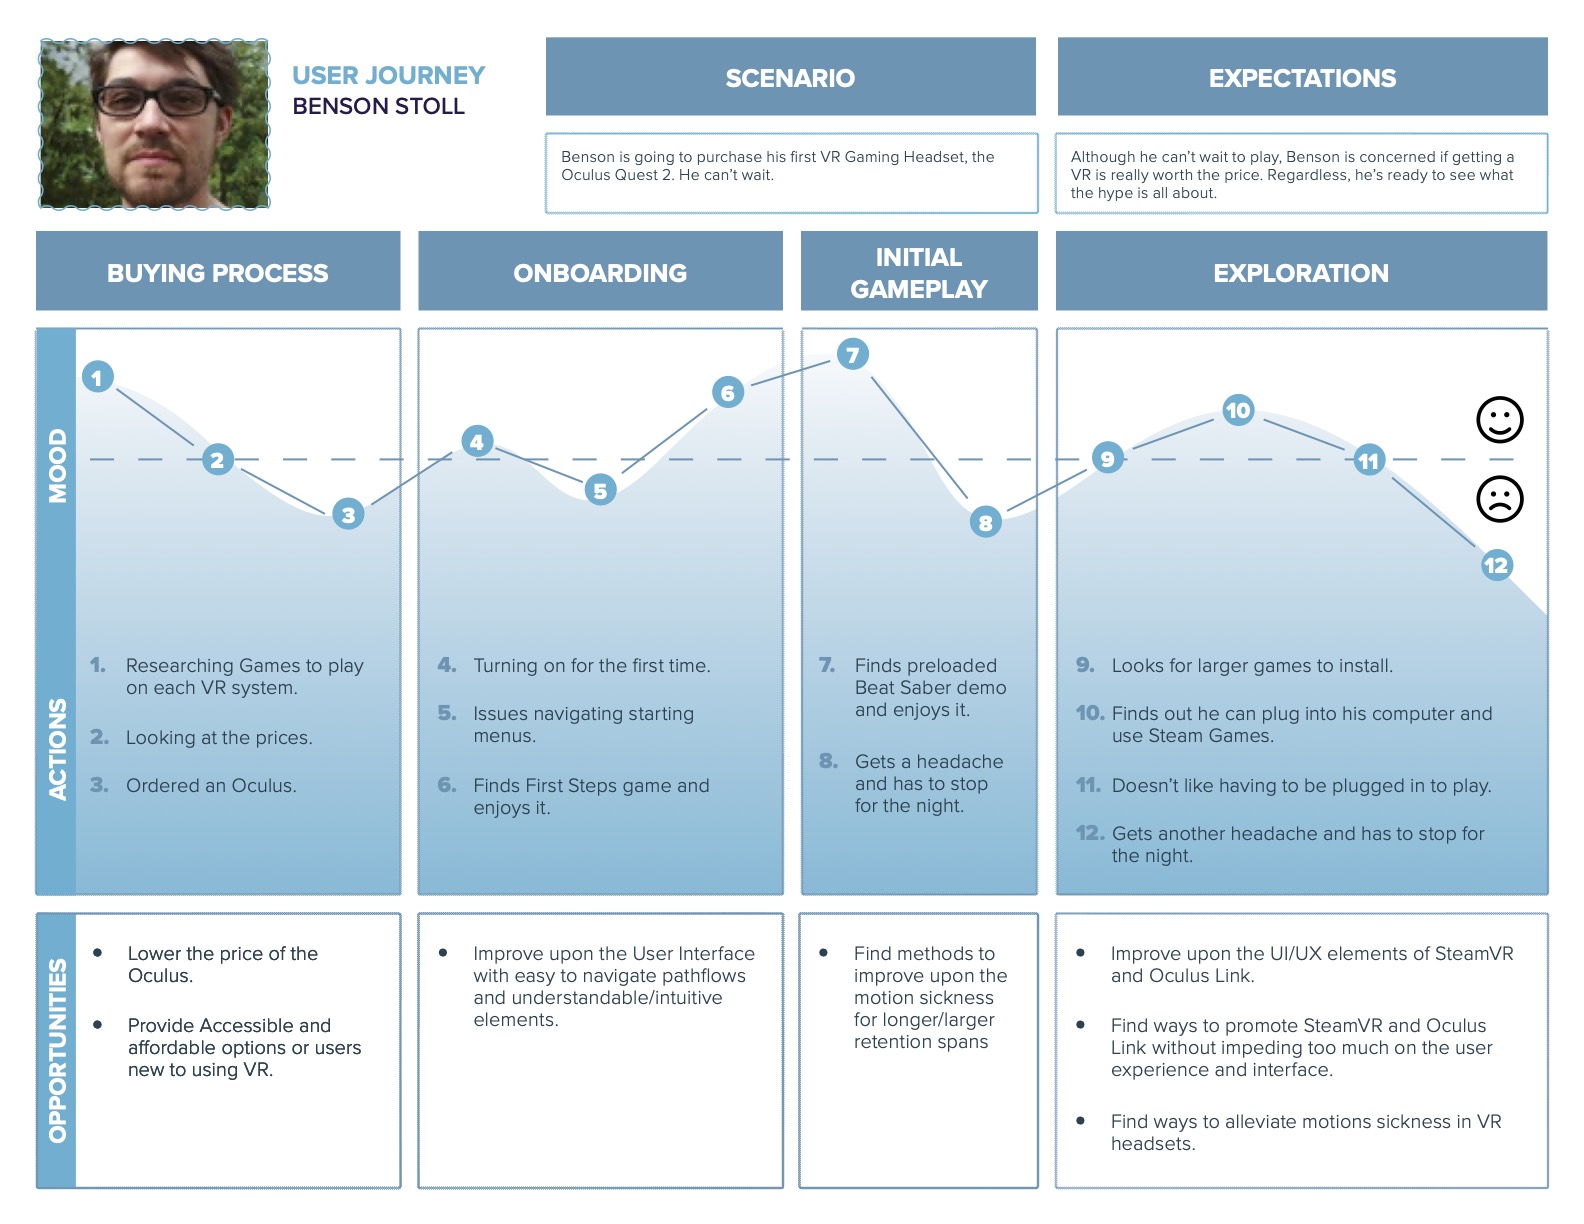 USER JOURNEY
BENSON STOLL
SCENARIO
Benson is going to purchase his first VR Gaming Headset, the
Oculus Quest 2. He can't wait.
EXPECTATIONS
Although he can't wait to play, Benson is concerned if getting a
VR is really worth the price. Regardless, he's ready to see what
the hype is all about.
BUYING PROCESS
ONBOARDING
INITIAL
GAMEPLAY
EXPLORATION
MOOD
1
2
3
4
5
6
7
8
9
10
11
12
ACTIONS
1. Researching Games to play
on each VR system.
2. Looking at the prices.
3. Ordered an Oculus.
4. Turning on for the first time.
5. Issues navigating starting
menus.
6. Finds First Steps game and
enjoys it.
7. Finds preloaded
Beat Saber demo
and enjoys it.
8. Gets a headache
and has to stop
for the night.
9. Looks for larger games to install.
10. Finds out he can plug into his computer and
use Steam Games.
11. Doesn't like having to be plugged in to play.
12. Gets another headache and has to stop for
the night.
OPPORTUNITIES
• Lower the price of the
Oculus.
• Provide Accessible and
affordable options or users
new to using VR.
• Improve upon the User Interface
with easy to navigate pathflows
and understandable/intuitive
elements.
• Find methods to
improve upon the
motion sickness
for longer/larger
retention spans
• Improve upon the UI/UX elements of SteamVR
and Oculus Link.
• Find ways to promote SteamVR and Oculus
Link without impeding too much on the user
experience and interface.
• Find ways to alleviate motions sickness in VR
headsets.